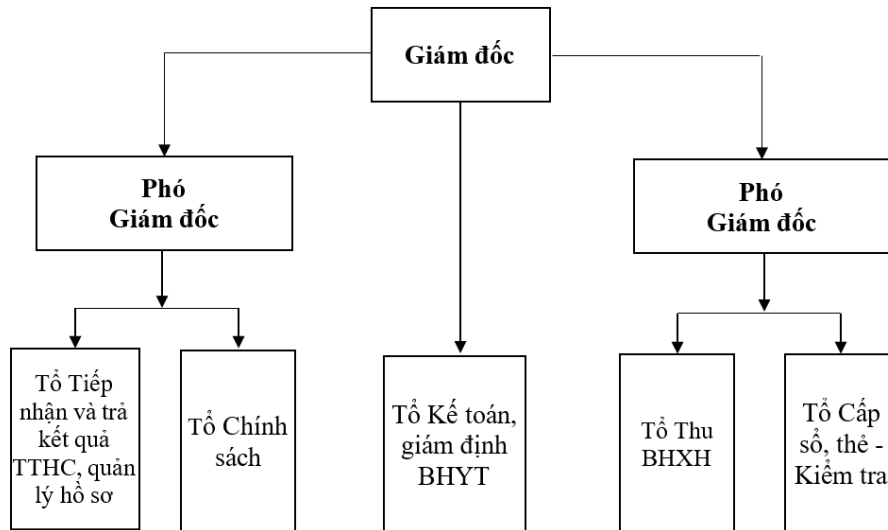 Giám đốc
Phó
Giám đốc
Phó
Giám đốc
Tổ Tiếp
nhận và trả
kết quả
TTHC, quản
lý hồ sơ
Tổ Chính
sách
Tổ Kế toán,
giám định
BHYT
Tổ Thu
BHXH
Tổ Cấp
sổ, thẻ -
Kiểm tra